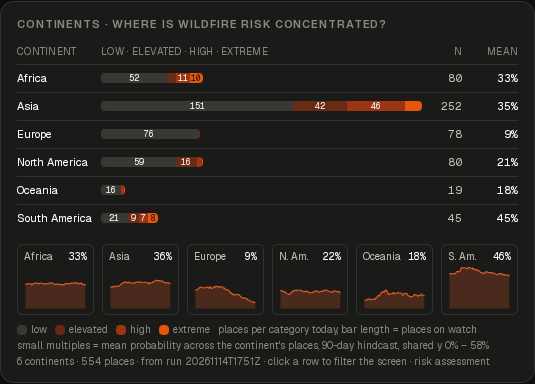 CONTINENTS · WHERE IS WILDFIRE RISK CONCENTRATED?
CONTINENT LOW · ELEVATED · HIGH · EXTREME N MEAN
Africa 52 11 10 80 33%
Asia 151 42 46 252 35%
Europe 76 78 9%
North America 59 16 80 21%
Oceania 16 19 18%
South America 21 9 7 8 45 45%
Africa 33% Asia 36% Europe 9% N. Am. 22% Oceania 18% S. Am. 46%
low elevated high extreme places per category today, bar length = places on watch
small multiples = mean probability across the continent's places, 90-day hindcast, shared y 0% – 58%
6 continents · 554 places · from run 20261114T1751Z · click a row to filter the screen · risk assessment